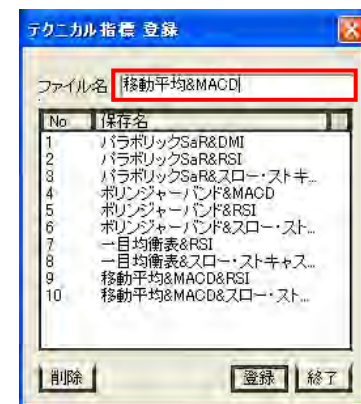 テクニカル指標 登録
ファイル名 移動平均&MACD
No 保存名
1 パラボリックSaR&DMI
2 パラボリックSaR&RSI
3 パラボリックSaR&スロー・ストキ...
4 ボリンジャーバンド&MACD
5 ボリンジャーバンド&RSI
6 ボリンジャーバンド&スロー・スト...
7 一目均衡表&RSI
8 一目均衡表&スロー・ストキャス...
9 移動平均&MACD&RSI
10 移動平均&MACD&スロー・スト...
削除 登録 終了